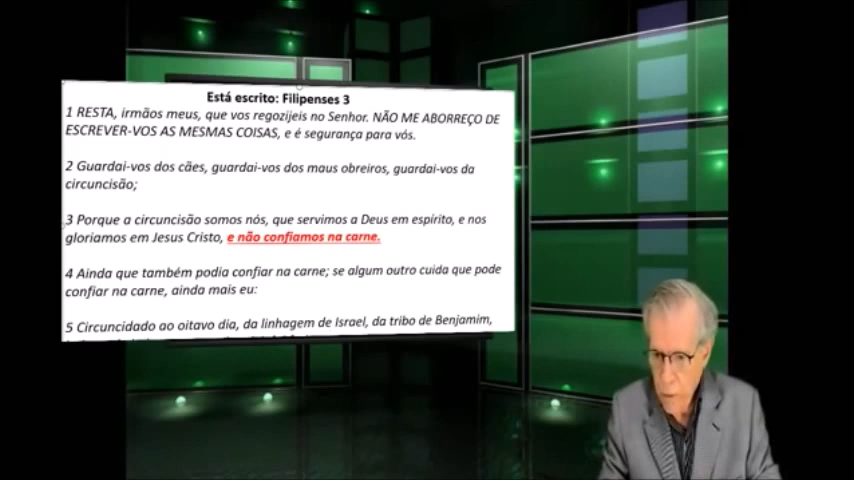 Está escrito: Filipenses 3
1 RESTA, irmãos meus, que vos regozijeis no Senhor. NÃO ME ABORREÇO DE
ESCREVER-VOS AS MESMAS COISAS, e é segurança para vós.
2 Guardai-vos dos cães, guardai-vos dos maus obreiros, guardai-vos da
circuncisão;
3 Porque a circuncisão somos nós, que servimos a Deus em espírito, e nos
gloriamos em Jesus Cristo, e não confiamos na carne.
4 Ainda que também podia confiar na carne; se algum outro cuida que pode
confiar na carne, ainda mais eu:
5 Circuncidado ao oitavo dia, da linhagem de Israel, da tribo de Benjamim,